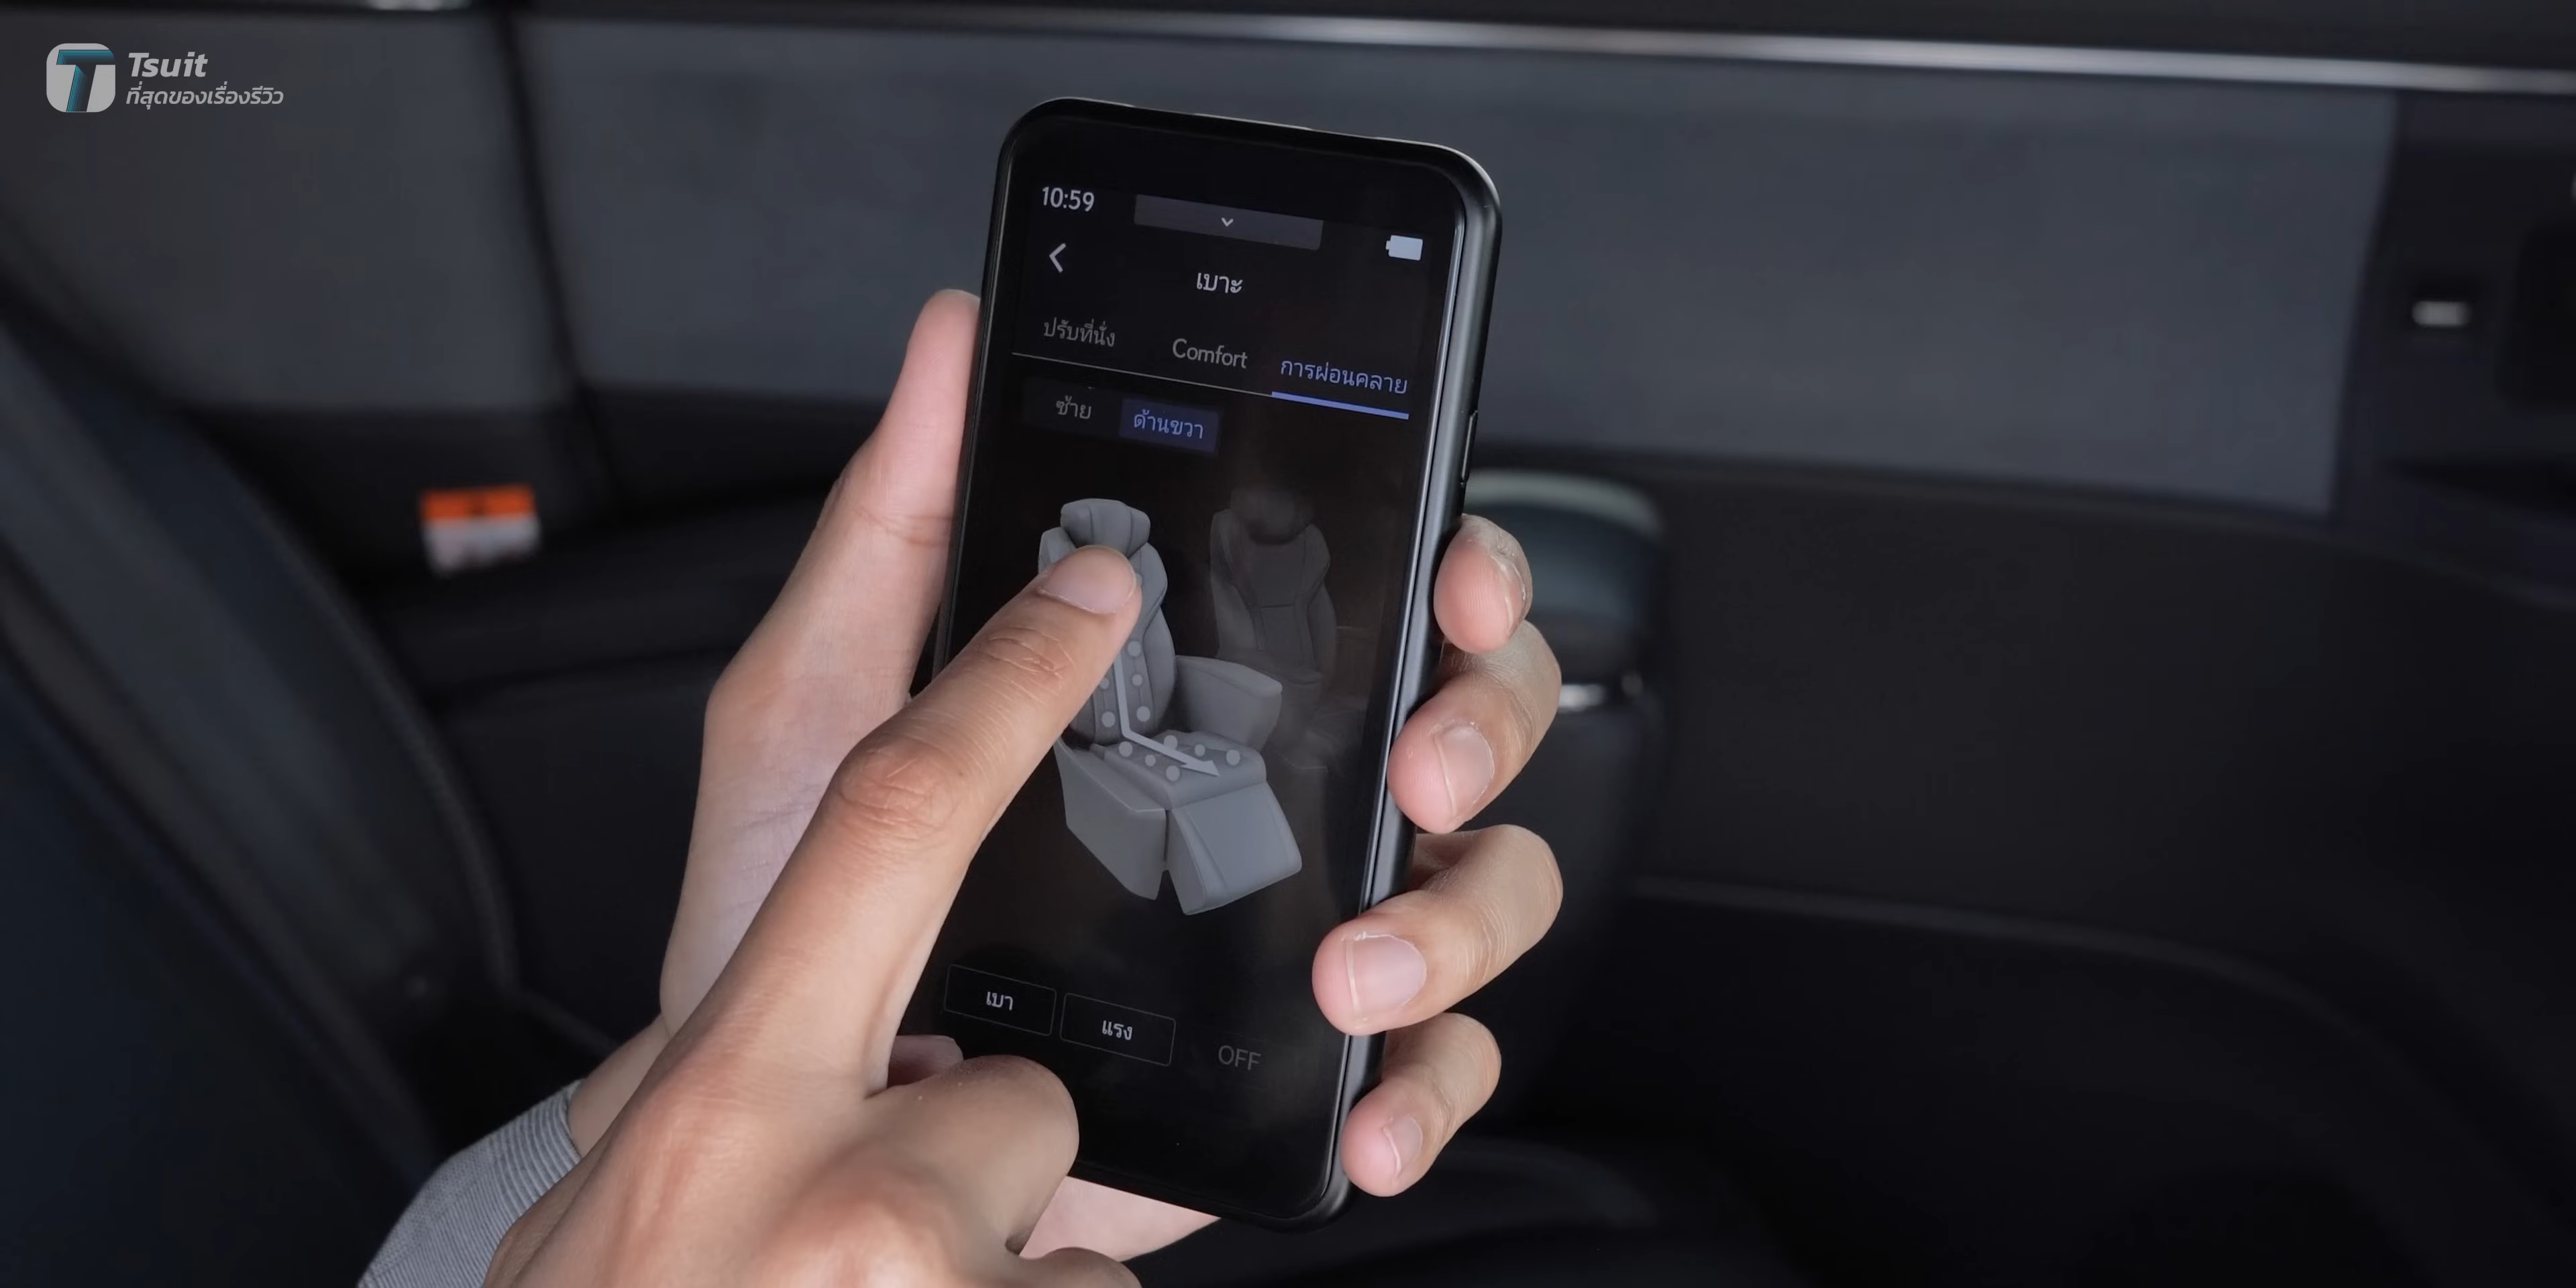 Tsuit
ที่สุดของเรื่องรีวิว
10:59
เบาะ
ปรับที่นั่ง
Comfort
การผ่อนคลาย
ซ้าย
ด้านขวา
เบา
แรง
OFF